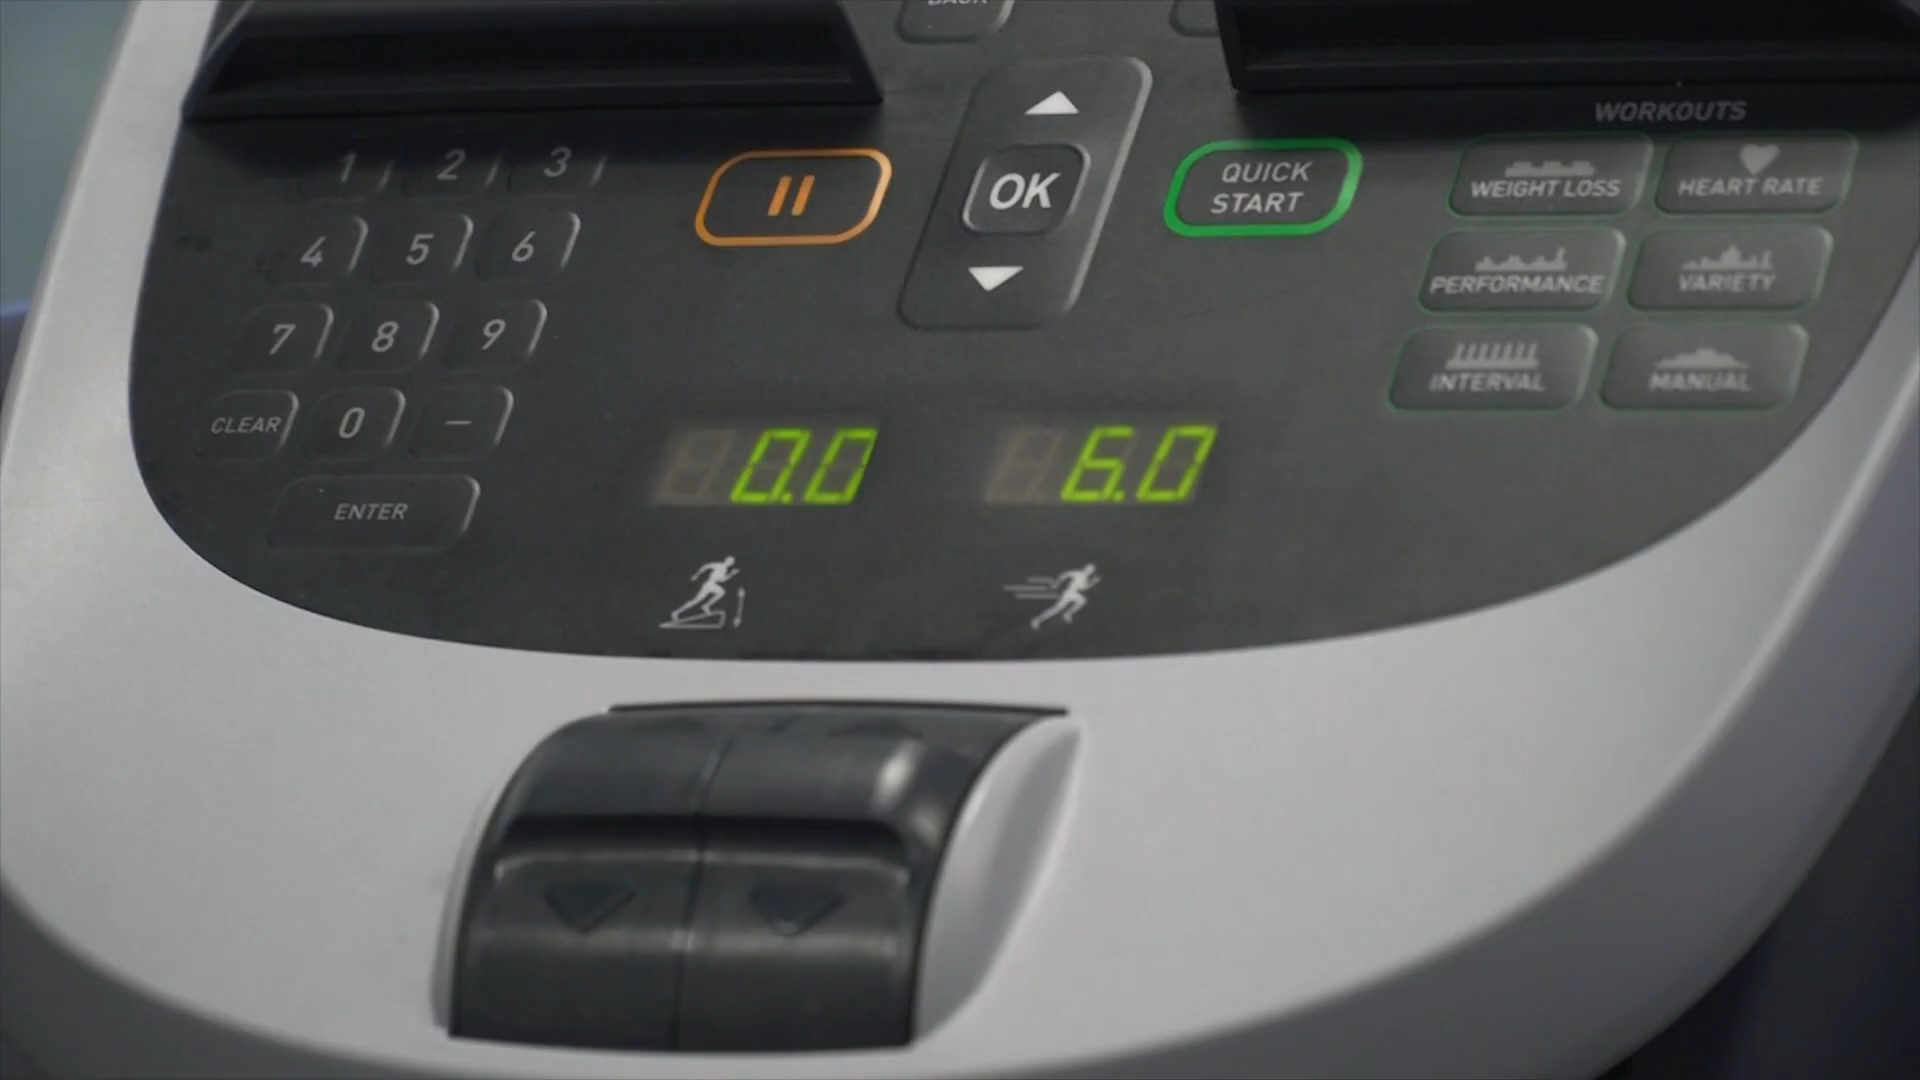 BACK
WORKOUTS
1 2 3
OK
QUICK
START
WEIGHT LOSS
HEART RATE
4 5 6
PERFORMANCE
VARIETY
7 8 9
INTERVAL
MANUAL
CLEAR 0 –
0.0
6.0
ENTER